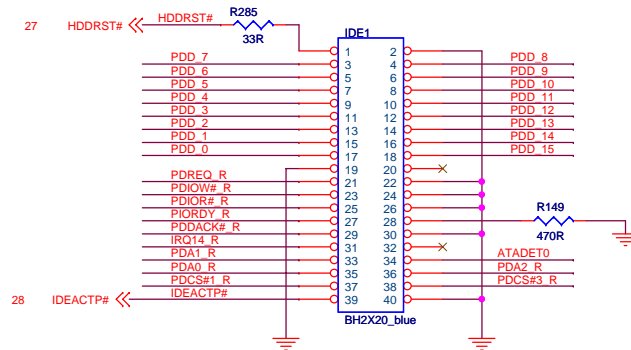 R285
IDE1
27 HDDRST# HDDRST#
33R
1 2
PDD_7 3 4 PDD_8
PDD_6 5 6 PDD_9
PDD_5 7 8 PDD_10
PDD_4 9 10 PDD_11
PDD_3 11 12 PDD_12
PDD_2 13 14 PDD_13
PDD_1 15 16 PDD_14
PDD_0 17 18 PDD_15
19 20
PDREQ_R 21 22
PDIOW#_R 23 24
PDIOR#_R 25 26
R149
PIORDY_R 27 28
470R
PDDACK#_R 29 30
IRQ14_R 31 32
PDA1_R 33 34 ATADET0
PDA0_R 35 36 PDA2_R
PDCS#1_R 37 38 PDCS#3_R
28 IDEACTP# IDEACTP# 39 40
BH2X20_blue